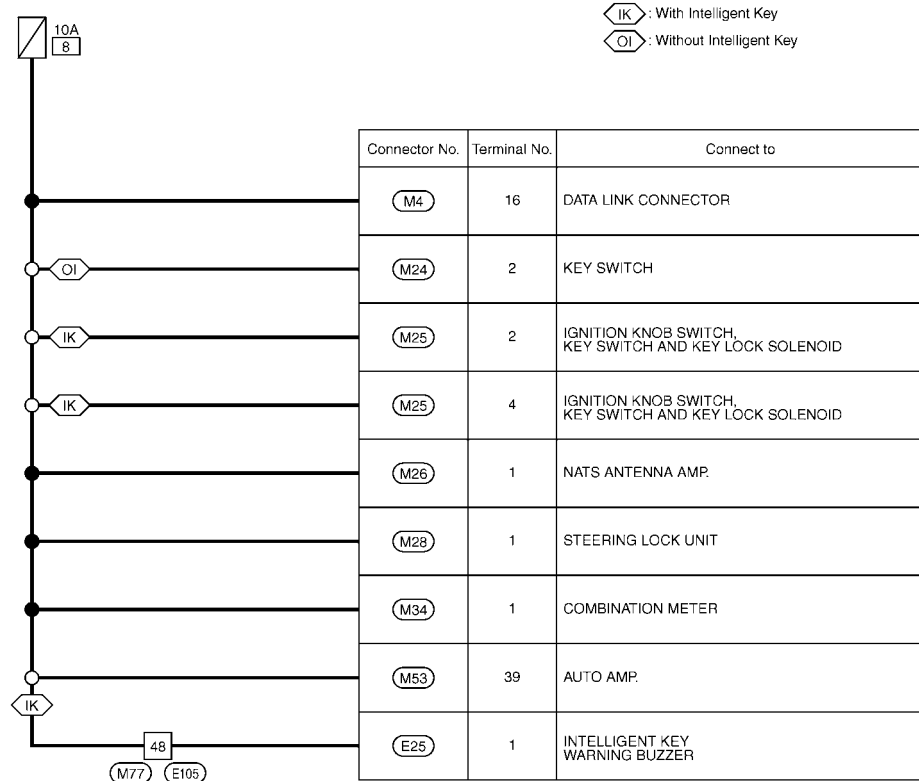 IK : With Intelligent Key
OI : Without Intelligent Key
10A
8
Connector No. Terminal No. Connect to
M4 16 DATA LINK CONNECTOR
OI M24 2 KEY SWITCH
IK M25 2 IGNITION KNOB SWITCH,
KEY SWITCH AND KEY LOCK SOLENOID
IK M25 4 IGNITION KNOB SWITCH,
KEY SWITCH AND KEY LOCK SOLENOID
M26 1 NATS ANTENNA AMP.
M28 1 STEERING LOCK UNIT
M34 1 COMBINATION METER
M53 39 AUTO AMP.
IK
48 E25 1 INTELLIGENT KEY
WARNING BUZZER
M77 E105